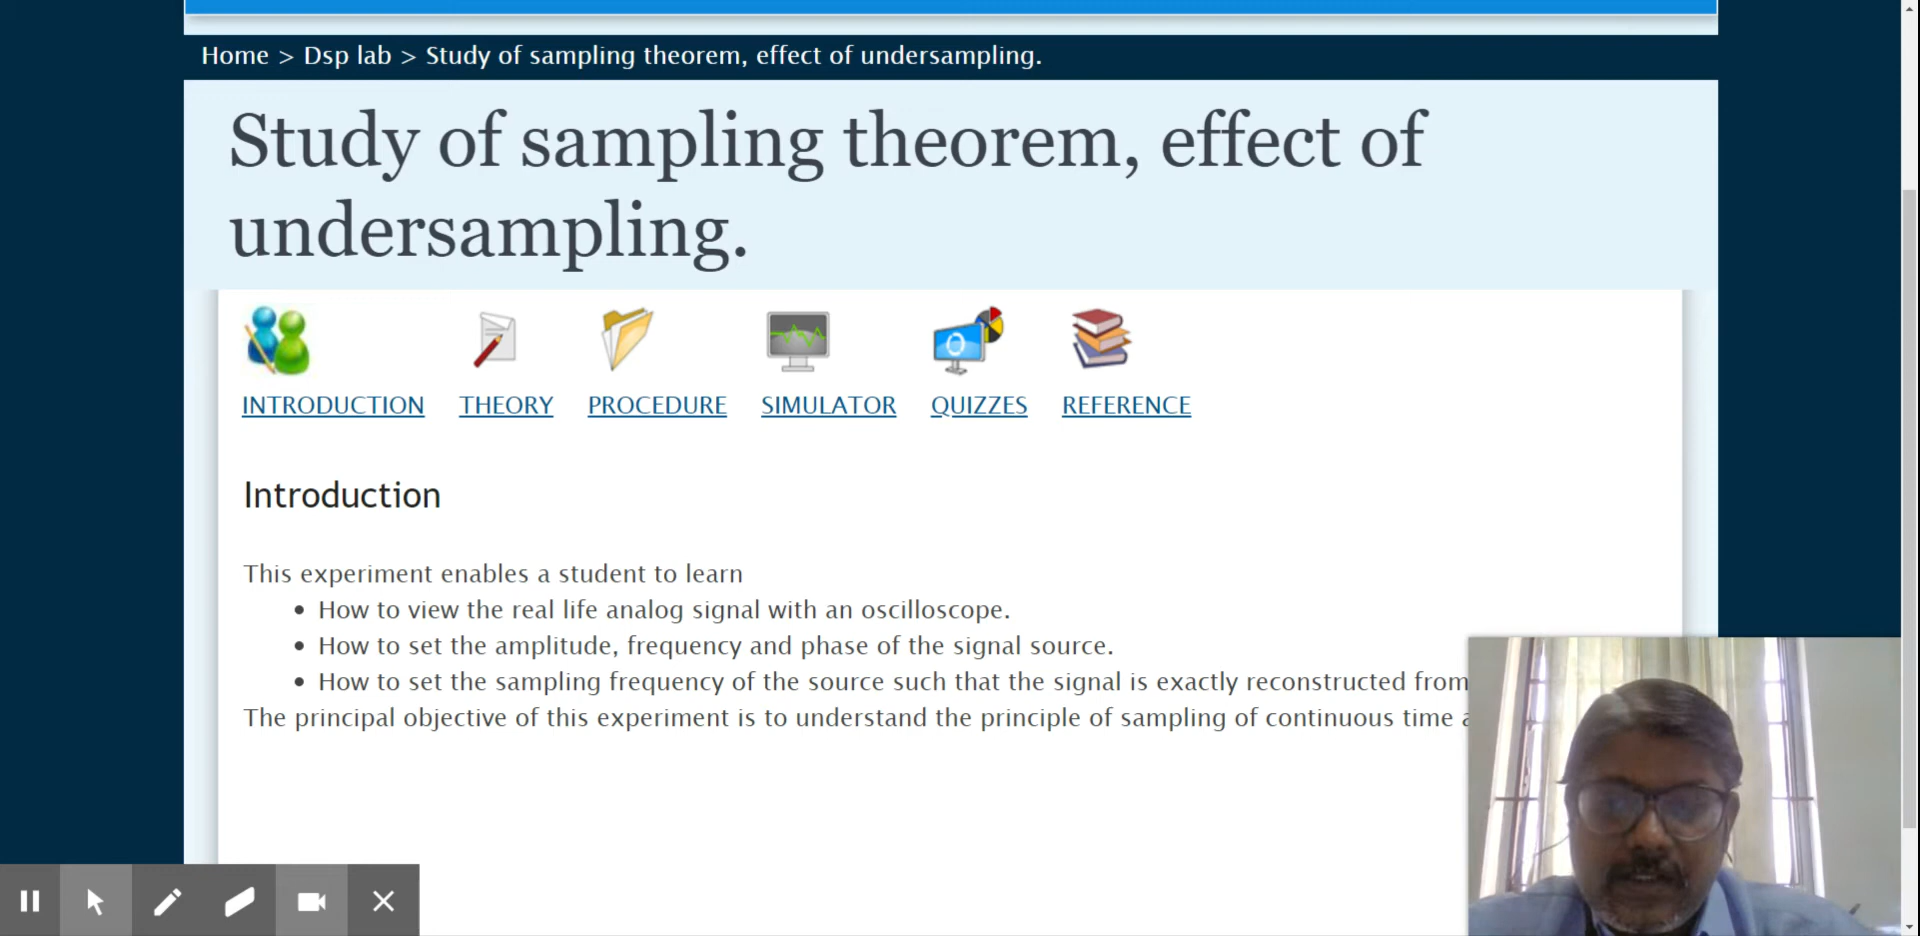 Home > Dsp lab > Study of sampling theorem, effect of undersampling.
Study of sampling theorem, effect of
undersampling.
INTRODUCTION THEORY PROCEDURE SIMULATOR QUIZZES REFERENCE
Introduction
This experiment enables a student to learn
• How to view the real life analog signal with an oscilloscope.
• How to set the amplitude, frequency and phase of the signal source.
• How to set the sampling frequency of the source such that the signal is exactly reconstructed from
The principal objective of this experiment is to understand the principle of sampling of continuous time